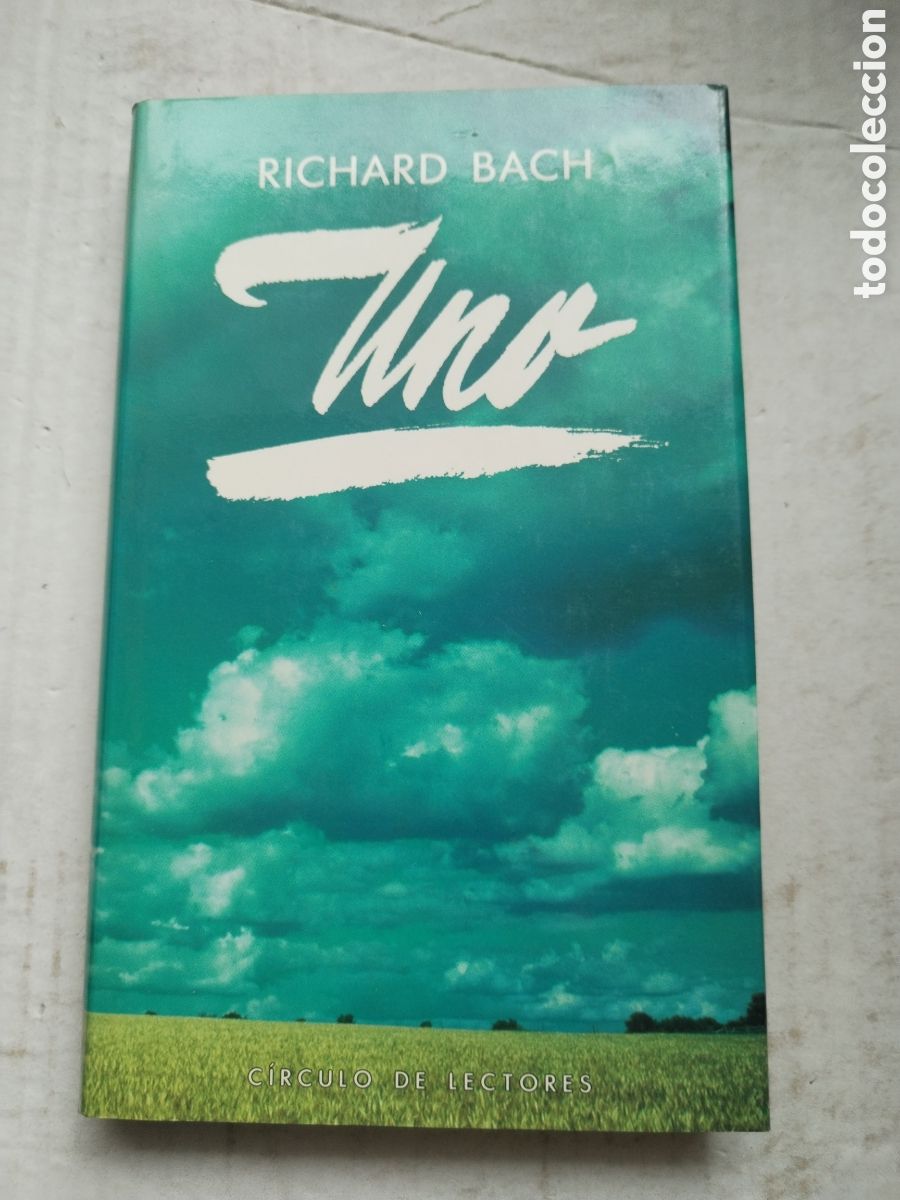 RICHARD BACH
Uno
CÍRCULO DE LECTORES
todocoleccion